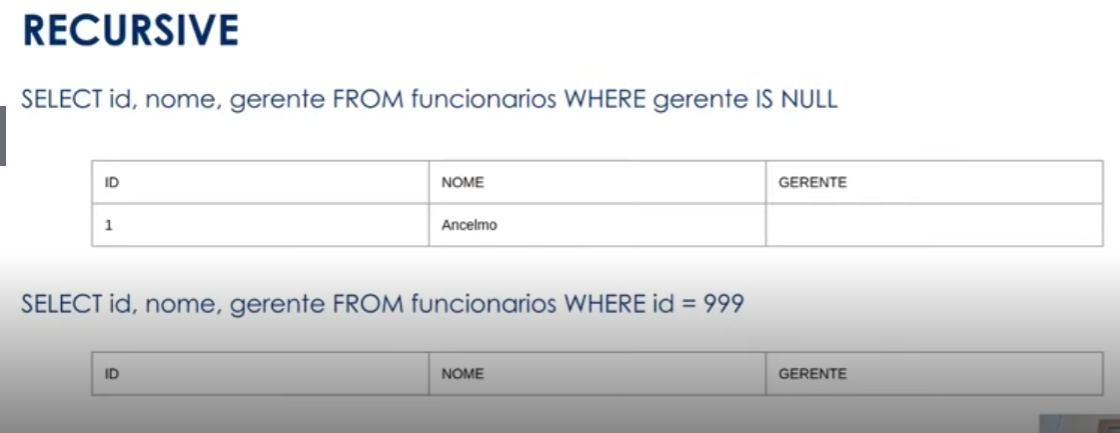 RECURSIVE
SELECT id, nome, gerente FROM funcionarios WHERE gerente IS NULL
ID NOME GERENTE
1 Ancelmo
SELECT id, nome, gerente FROM funcionarios WHERE id = 999
ID NOME GERENTE